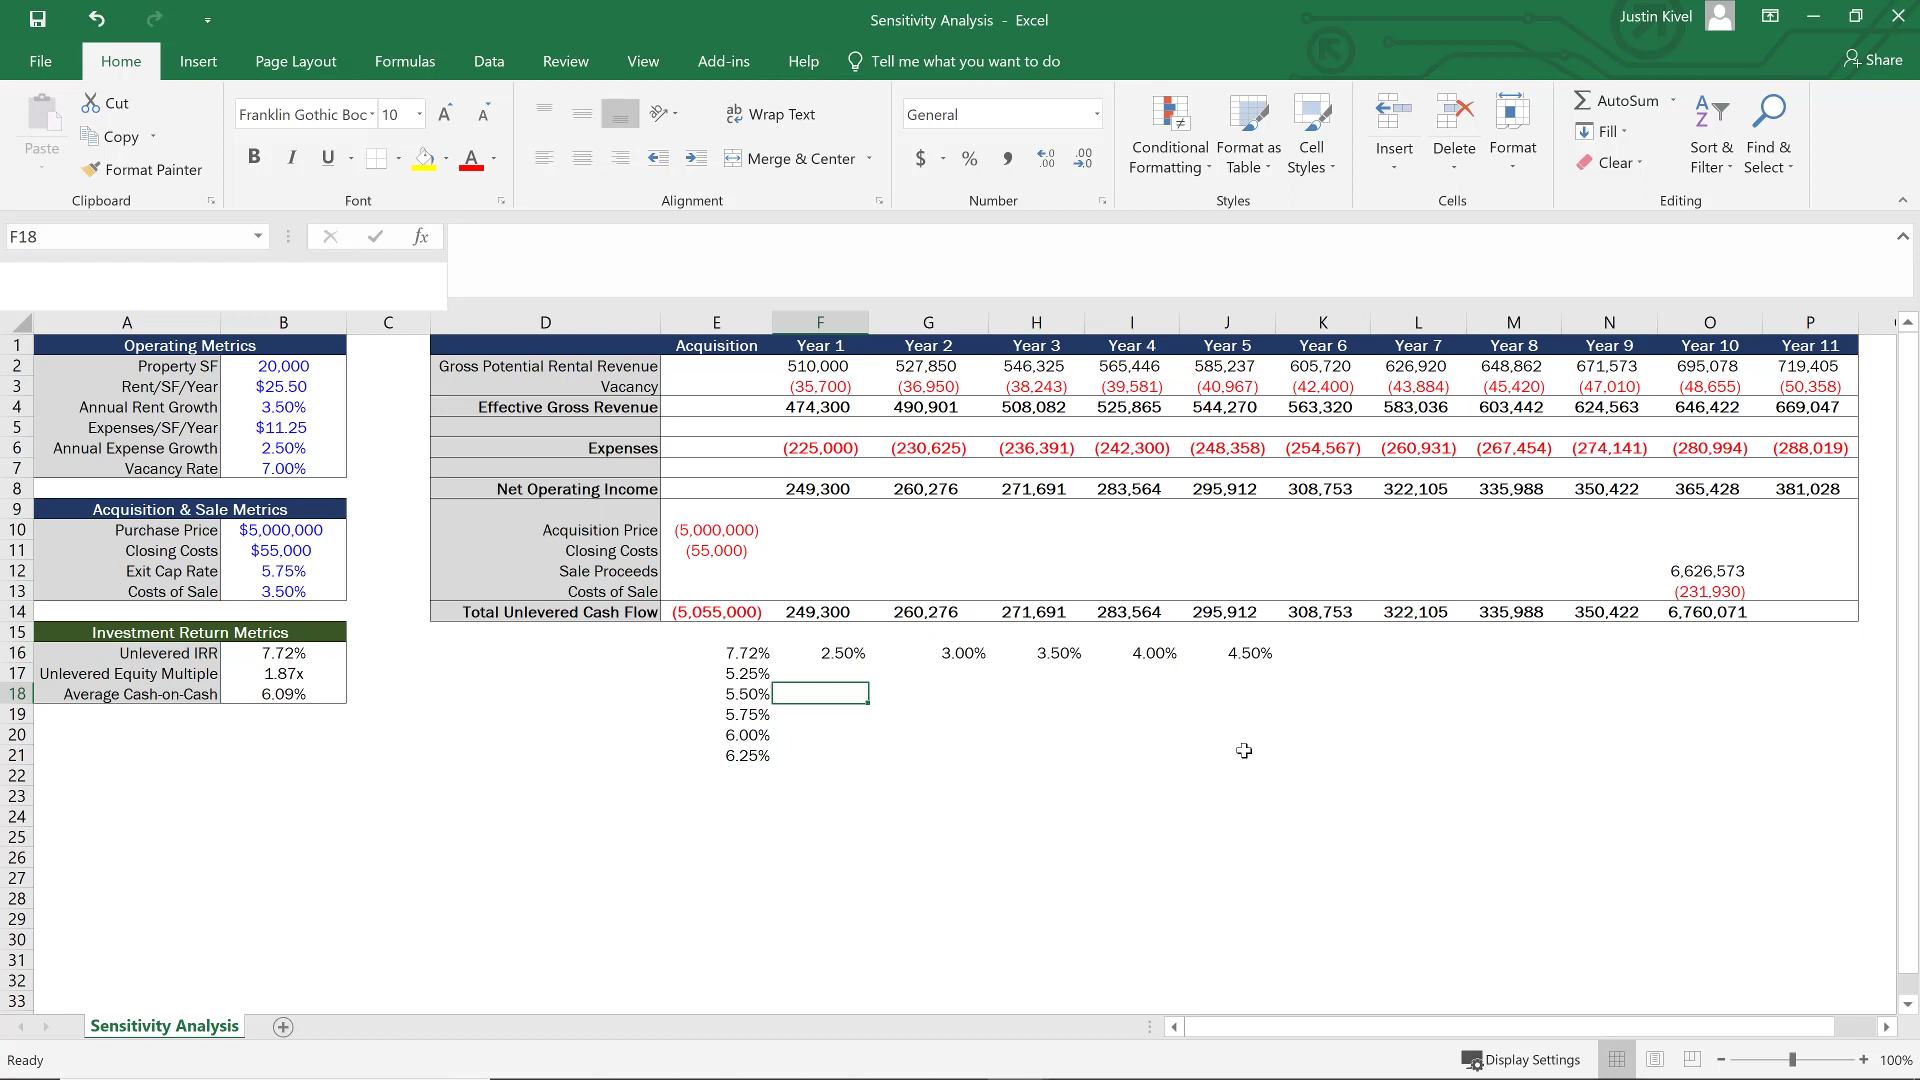 Sensitivity Analysis - Excel
Justin Kivel
File Home Insert Page Layout Formulas Data Review View Add-ins Help Tell me what you want to do
Share
Paste
Cut
Copy
Format Painter
Clipboard
Franklin Gothic Boc 10
B I U A
Font
Wrap Text
Merge & Center
Alignment
General
$ % , .00
Number
Conditional Formatting
Format as Table
Cell Styles
Styles
Insert Delete Format
Cells
AutoSum
Fill
Clear
Sort & Filter
Find & Select
Editing
F18 fx
A B C D E F G H I J K L M N O P
1 Operating Metrics Acquisition Year 1 Year 2 Year 3 Year 4 Year 5 Year 6 Year 7 Year 8 Year 9 Year 10 Year 11
2 Property SF 20,000 Gross Potential Rental Revenue 510,000 527,850 546,325 565,446 585,237 605,720 626,920 648,862 671,573 695,078 719,405
3 Rent/SF/Year $25.50 Vacancy (35,700) (36,950) (38,243) (39,581) (40,967) (42,400) (43,884) (45,420) (47,010) (48,655) (50,358)
4 Annual Rent Growth 3.50% Effective Gross Revenue 474,300 490,901 508,082 525,865 544,270 563,320 583,036 603,442 624,563 646,422 669,047
5 Expenses/SF/Year $11.25
6 Annual Expense Growth 2.50% Expenses (225,000) (230,625) (236,391) (242,300) (248,358) (254,567) (260,931) (267,454) (274,141) (280,994) (288,019)
7 Vacancy Rate 7.00%
8 Net Operating Income 249,300 260,276 271,691 283,564 295,912 308,753 322,105 335,988 350,422 365,428 381,028
9 Acquisition & Sale Metrics
10 Purchase Price $5,000,000 Acquisition Price (5,000,000)
11 Closing Costs $55,000 Closing Costs (55,000)
12 Exit Cap Rate 5.75% Sale Proceeds 6,626,573
13 Costs of Sale 3.50% Costs of Sale (231,930)
14 Total Unlevered Cash Flow (5,055,000) 249,300 260,276 271,691 283,564 295,912 308,753 322,105 335,988 350,422 6,760,071
15 Investment Return Metrics
16 Unlevered IRR 7.72% 7.72% 2.50% 3.00% 3.50% 4.00% 4.50%
17 Unlevered Equity Multiple 1.87x 5.25%
18 Average Cash-on-Cash 6.09% 5.50%
19 5.75%
20 6.00%
21 6.25%
22
23
24
25
26
27
28
29
30
31
32
33
Sensitivity Analysis
Ready
Display Settings
100%